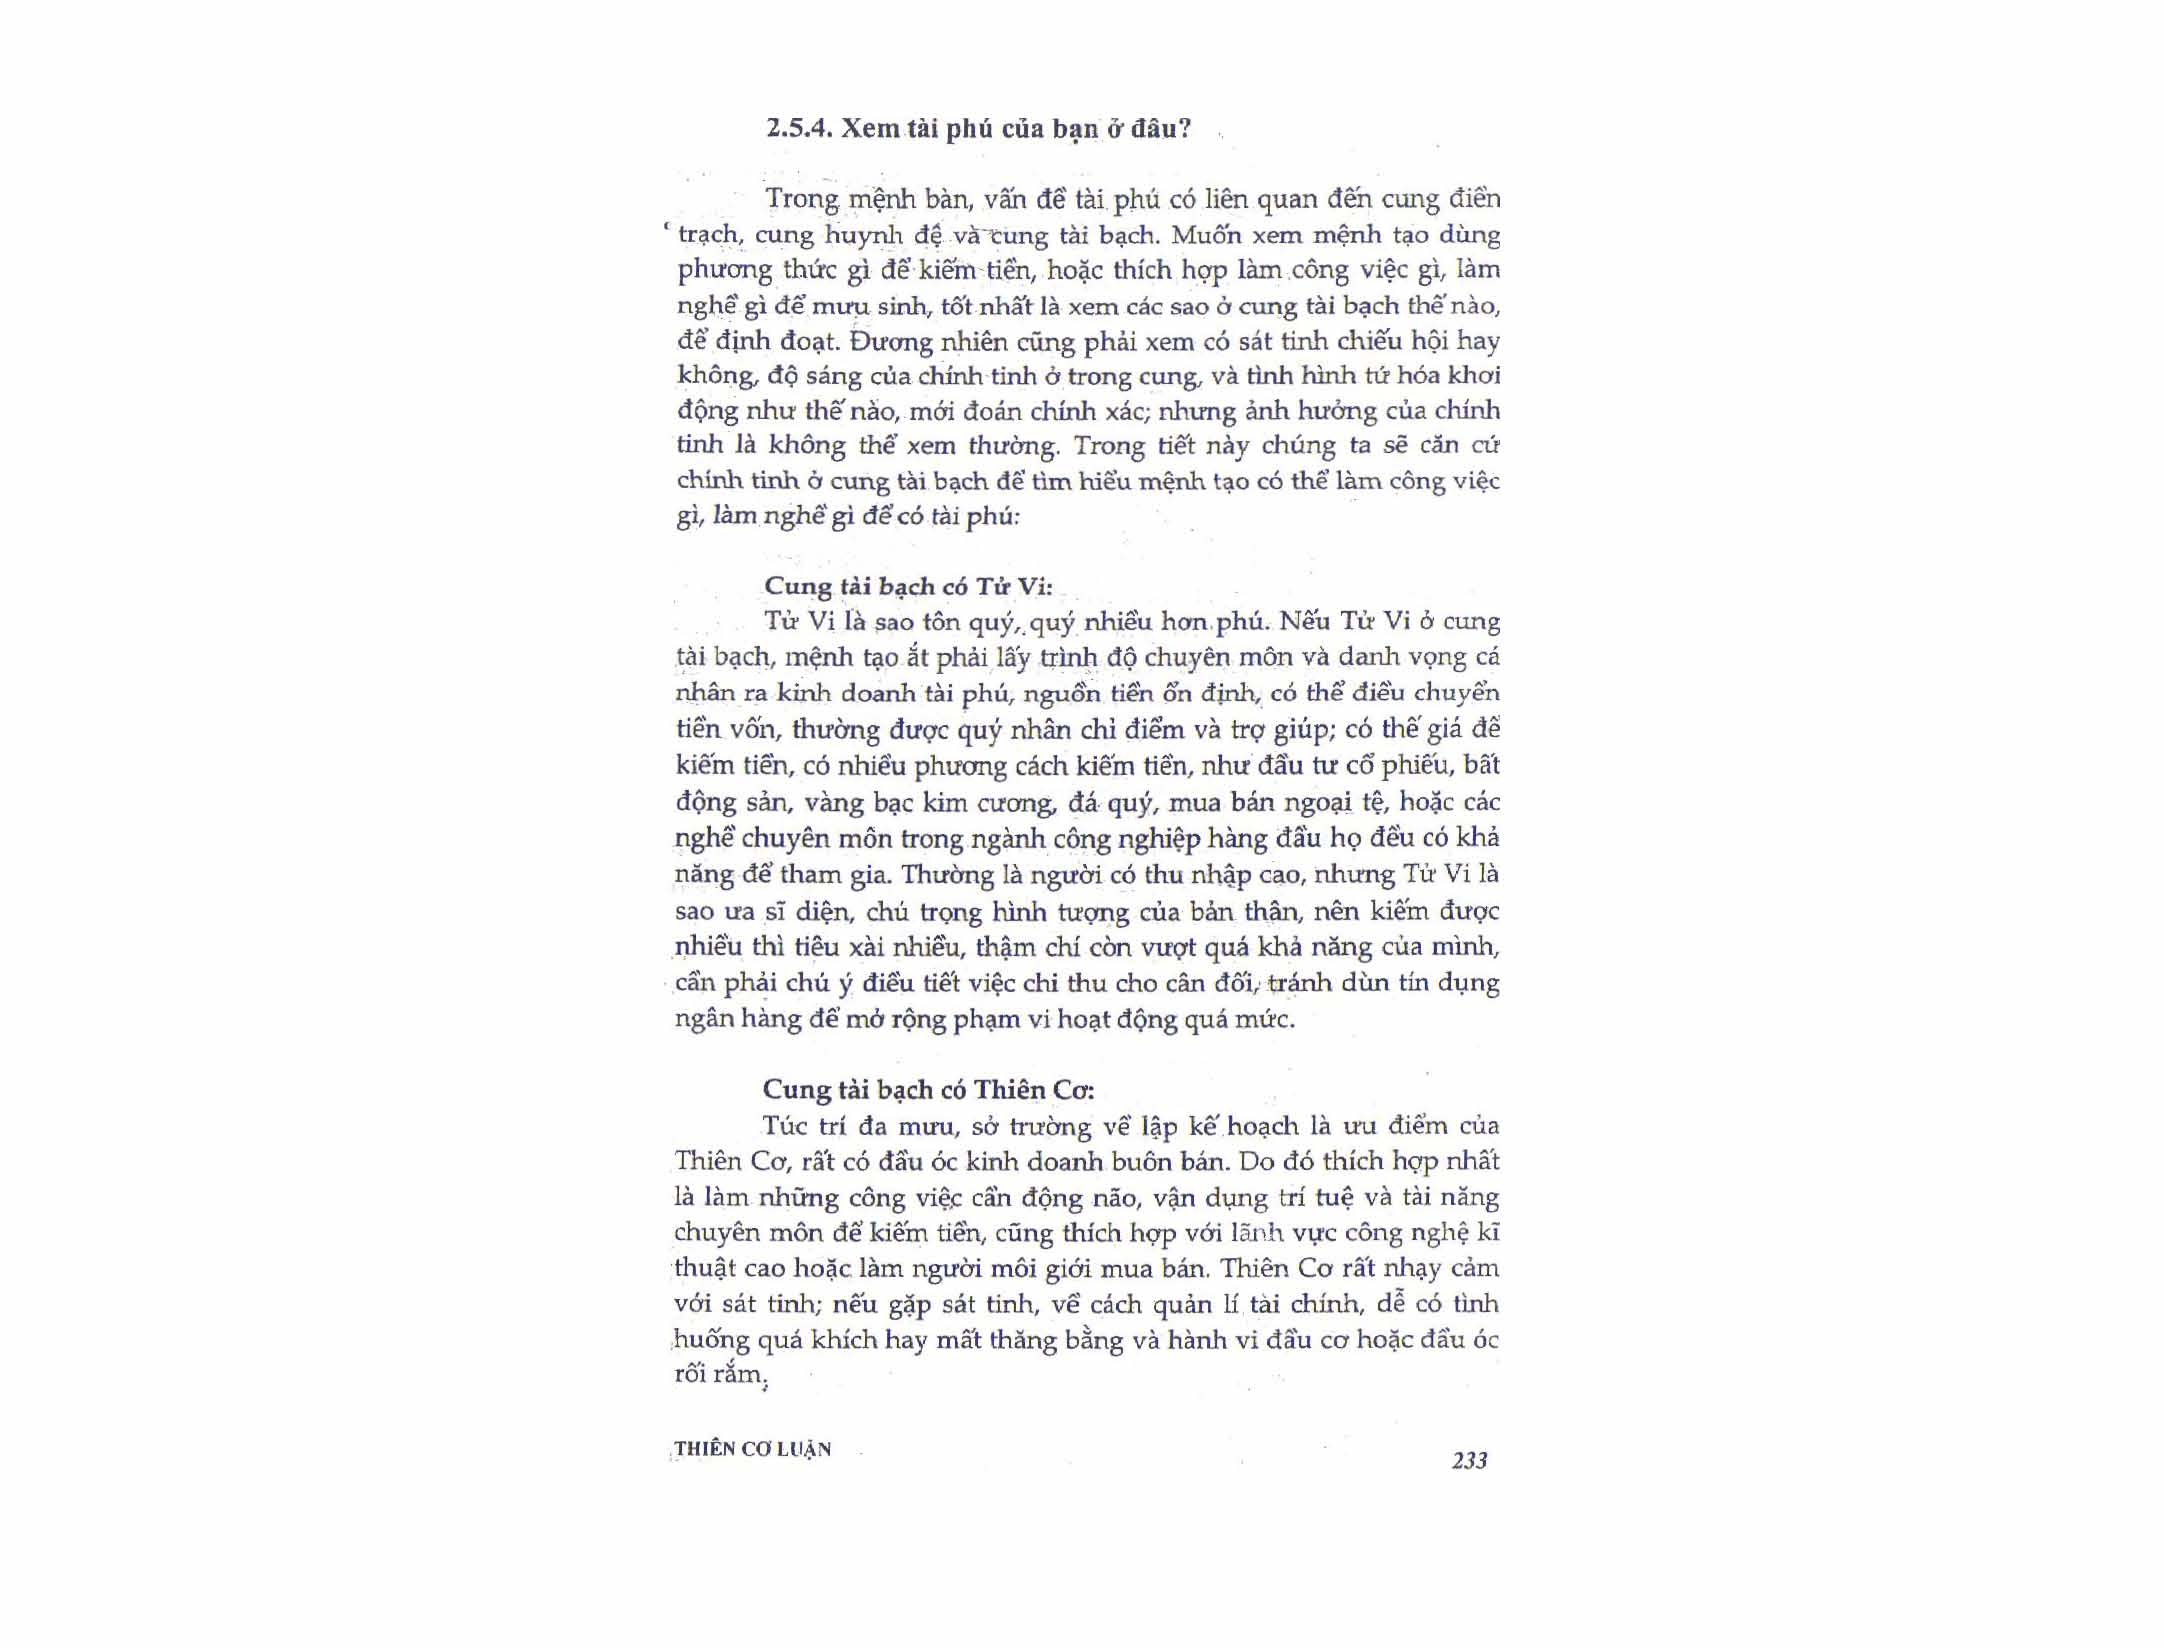 2.5.4. Xem tài phú của bạn ở đâu?
Trong mệnh bàn, vấn đề tài phú có liên quan đến cung điền
trạch, cung huynh đệ và cung tài bạch. Muốn xem mệnh tạo dùng
phương thức gì để kiếm tiền, hoặc thích hợp làm công việc gì, làm
nghề gì để mưu sinh, tốt nhất là xem các sao ở cung tài bạch thế nào,
để định đoạt. Đương nhiên cũng phải xem có sát tinh chiếu hội hay
không, độ sáng của chính tinh ở trong cung, và tình hình tứ hóa khơi
động như thế nào, mới đoán chính xác; nhưng ảnh hưởng của chính
tinh là không thể xem thường. Trong tiết này chúng ta sẽ căn cứ
chính tinh ở cung tài bạch để tìm hiểu mệnh tạo có thể làm công việc
gì, làm nghề gì để có tài phú:
Cung tài bạch có Tử Vi:
Tử Vi là sao tôn quý, quý nhiều hơn phú. Nếu Tử Vi ở cung
tài bạch, mệnh tạo ắt phải lấy trình độ chuyên môn và danh vọng cá
nhân ra kinh doanh tài phú, nguồn tiền ổn định, có thể điều chuyển
tiền vốn, thường được quý nhân chỉ điểm và trợ giúp; có thế giá để
kiếm tiền, có nhiều phương cách kiếm tiền, như đầu tư cổ phiếu, bất
động sản, vàng bạc kim cương, đá quý, mua bán ngoại tệ, hoặc các
nghề chuyên môn trong ngành công nghiệp hàng đầu họ đều có khả
năng để tham gia. Thường là người có thu nhập cao, nhưng Tử Vi là
sao ưa sĩ diện, chú trọng hình tượng của bản thân, nên kiếm được
nhiều thì tiêu xài nhiều, thậm chí còn vượt quá khả năng của mình,
cần phải chú ý điều tiết việc chi thu cho cân đối, tránh dùn tín dụng
ngân hàng để mở rộng phạm vi hoạt động quá mức.
Cung tài bạch có Thiên Cơ:
Túc trí đa mưu, sở trường về lập kế hoạch là ưu điểm của
Thiên Cơ, rất có đầu óc kinh doanh buôn bán. Do đó thích hợp nhất
là làm những công việc cần động não, vận dụng trí tuệ và tài năng
chuyên môn để kiếm tiền, cũng thích hợp với lãnh vực công nghệ kĩ
thuật cao hoặc làm người môi giới mua bán. Thiên Cơ rất nhạy cảm
với sát tinh; nếu gặp sát tinh, về cách quản lí tài chính, dễ có tình
huống quá khích hay mất thăng bằng và hành vi đầu cơ hoặc đầu óc
rối rắm.
THIÊN CƠ LUẬN
233